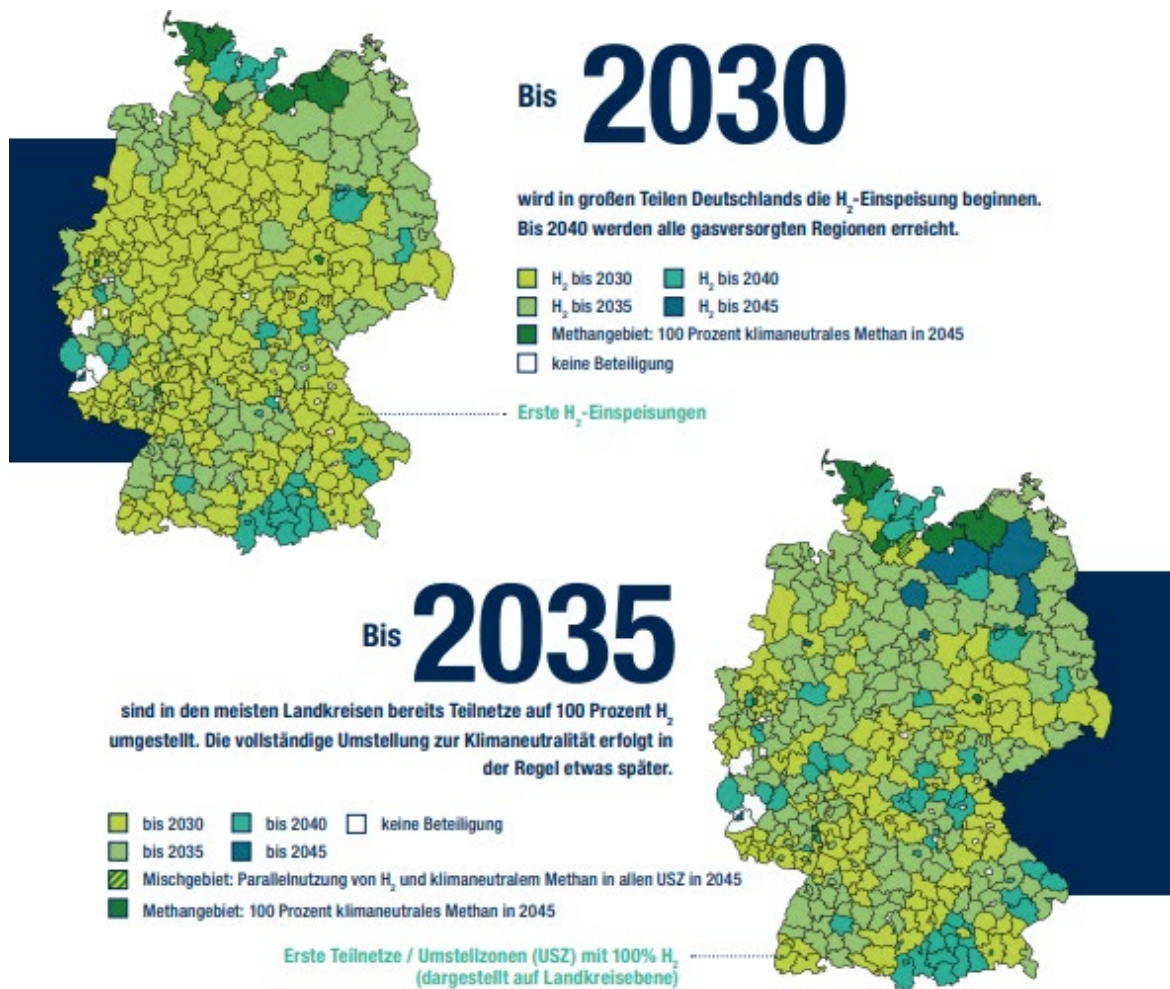 Bis 2030
wird in großen Teilen Deutschlands die H₂-Einspeisung beginnen.
Bis 2040 werden alle gasversorgten Regionen erreicht.
H₂ bis 2030
H₂ bis 2040
H₂ bis 2035
H₂ bis 2045
Methangebiet: 100 Prozent klimaneutrales Methan in 2045
keine Beteiligung
Erste H₂-Einspeisungen
Bis 2035
sind in den meisten Landkreisen bereits Teilnetze auf 100 Prozent H₂
umgestellt. Die vollständige Umstellung zur Klimaneutralität erfolgt in
der Regel etwas später.
bis 2030
bis 2040
keine Beteiligung
bis 2035
bis 2045
Mischgebiet: Parallelnutzung von H₂ und klimaneutralem Methan in allen USZ in 2045
Methangebiet: 100 Prozent klimaneutrales Methan in 2045
Erste Teilnetze / Umstellzonen (USZ) mit 100% H₂
(dargestellt auf Landkreisebene)